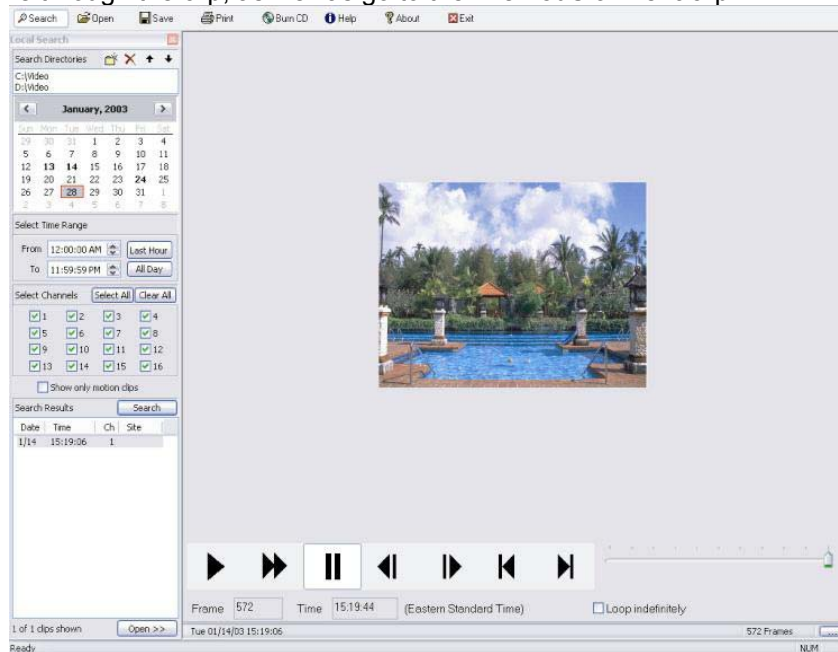 Search Open Save Print Burn CD Help About Exit
Local Search
Search Directories
C:\Video
D:\Video
January, 2003
Sun Mon Tue Wed Thu Fri Sat
29 30 31 1 2 3 4
5 6 7 8 9 10 11
12 13 14 15 16 17 18
19 20 21 22 23 24 25
26 27 28 29 30 31 1
2 3 4 5 6 7 8
Select Time Range
From 12:00:00 AM Last Hour
To 11:59:59 PM All Day
Select Channels Select All Clear All
1 2 3 4
5 6 7 8
9 10 11 12
13 14 15 16
Show only motion clips
Search Results Search
Date Time Ch Site
1/14 15:19:06 1
Frame 572 Time 15:19:44 (Eastern Standard Time) Loop indefinitely
1 of 1 clips shown Open >> Tue 01/14/03 15:19:06 572 Frames ...
Ready NUM